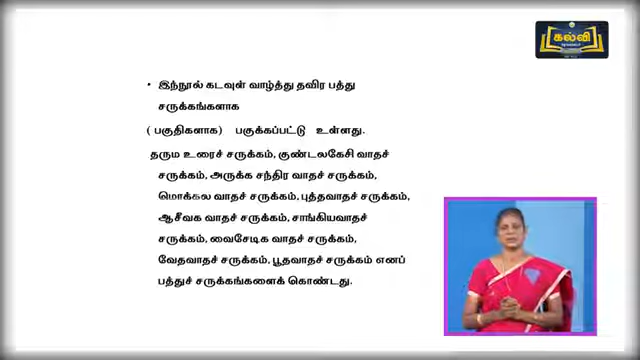 கல்வி
• இந்நூல் கடவுள் வாழ்த்து தவிர பத்து
சருக்கங்களாக
( பகுதிகளாக) பகுக்கப்பட்டு உள்ளது.
தரும உரைச் சருக்கம், குண்டலகேசி வாதச்
சருக்கம், அருக்க சந்திர வாதச் சருக்கம்,
மொக்கல வாதச் சருக்கம், புத்தவாதச் சருக்கம்,
ஆசீவக வாதச் சருக்கம், சாங்கியவாதச்
சருக்கம், வைசேடிக வாதச் சருக்கம்,
வேதவாதச் சருக்கம், பூதவாதச் சருக்கம் எனப்
பத்துச் சருக்கங்களைக் கொண்டது.